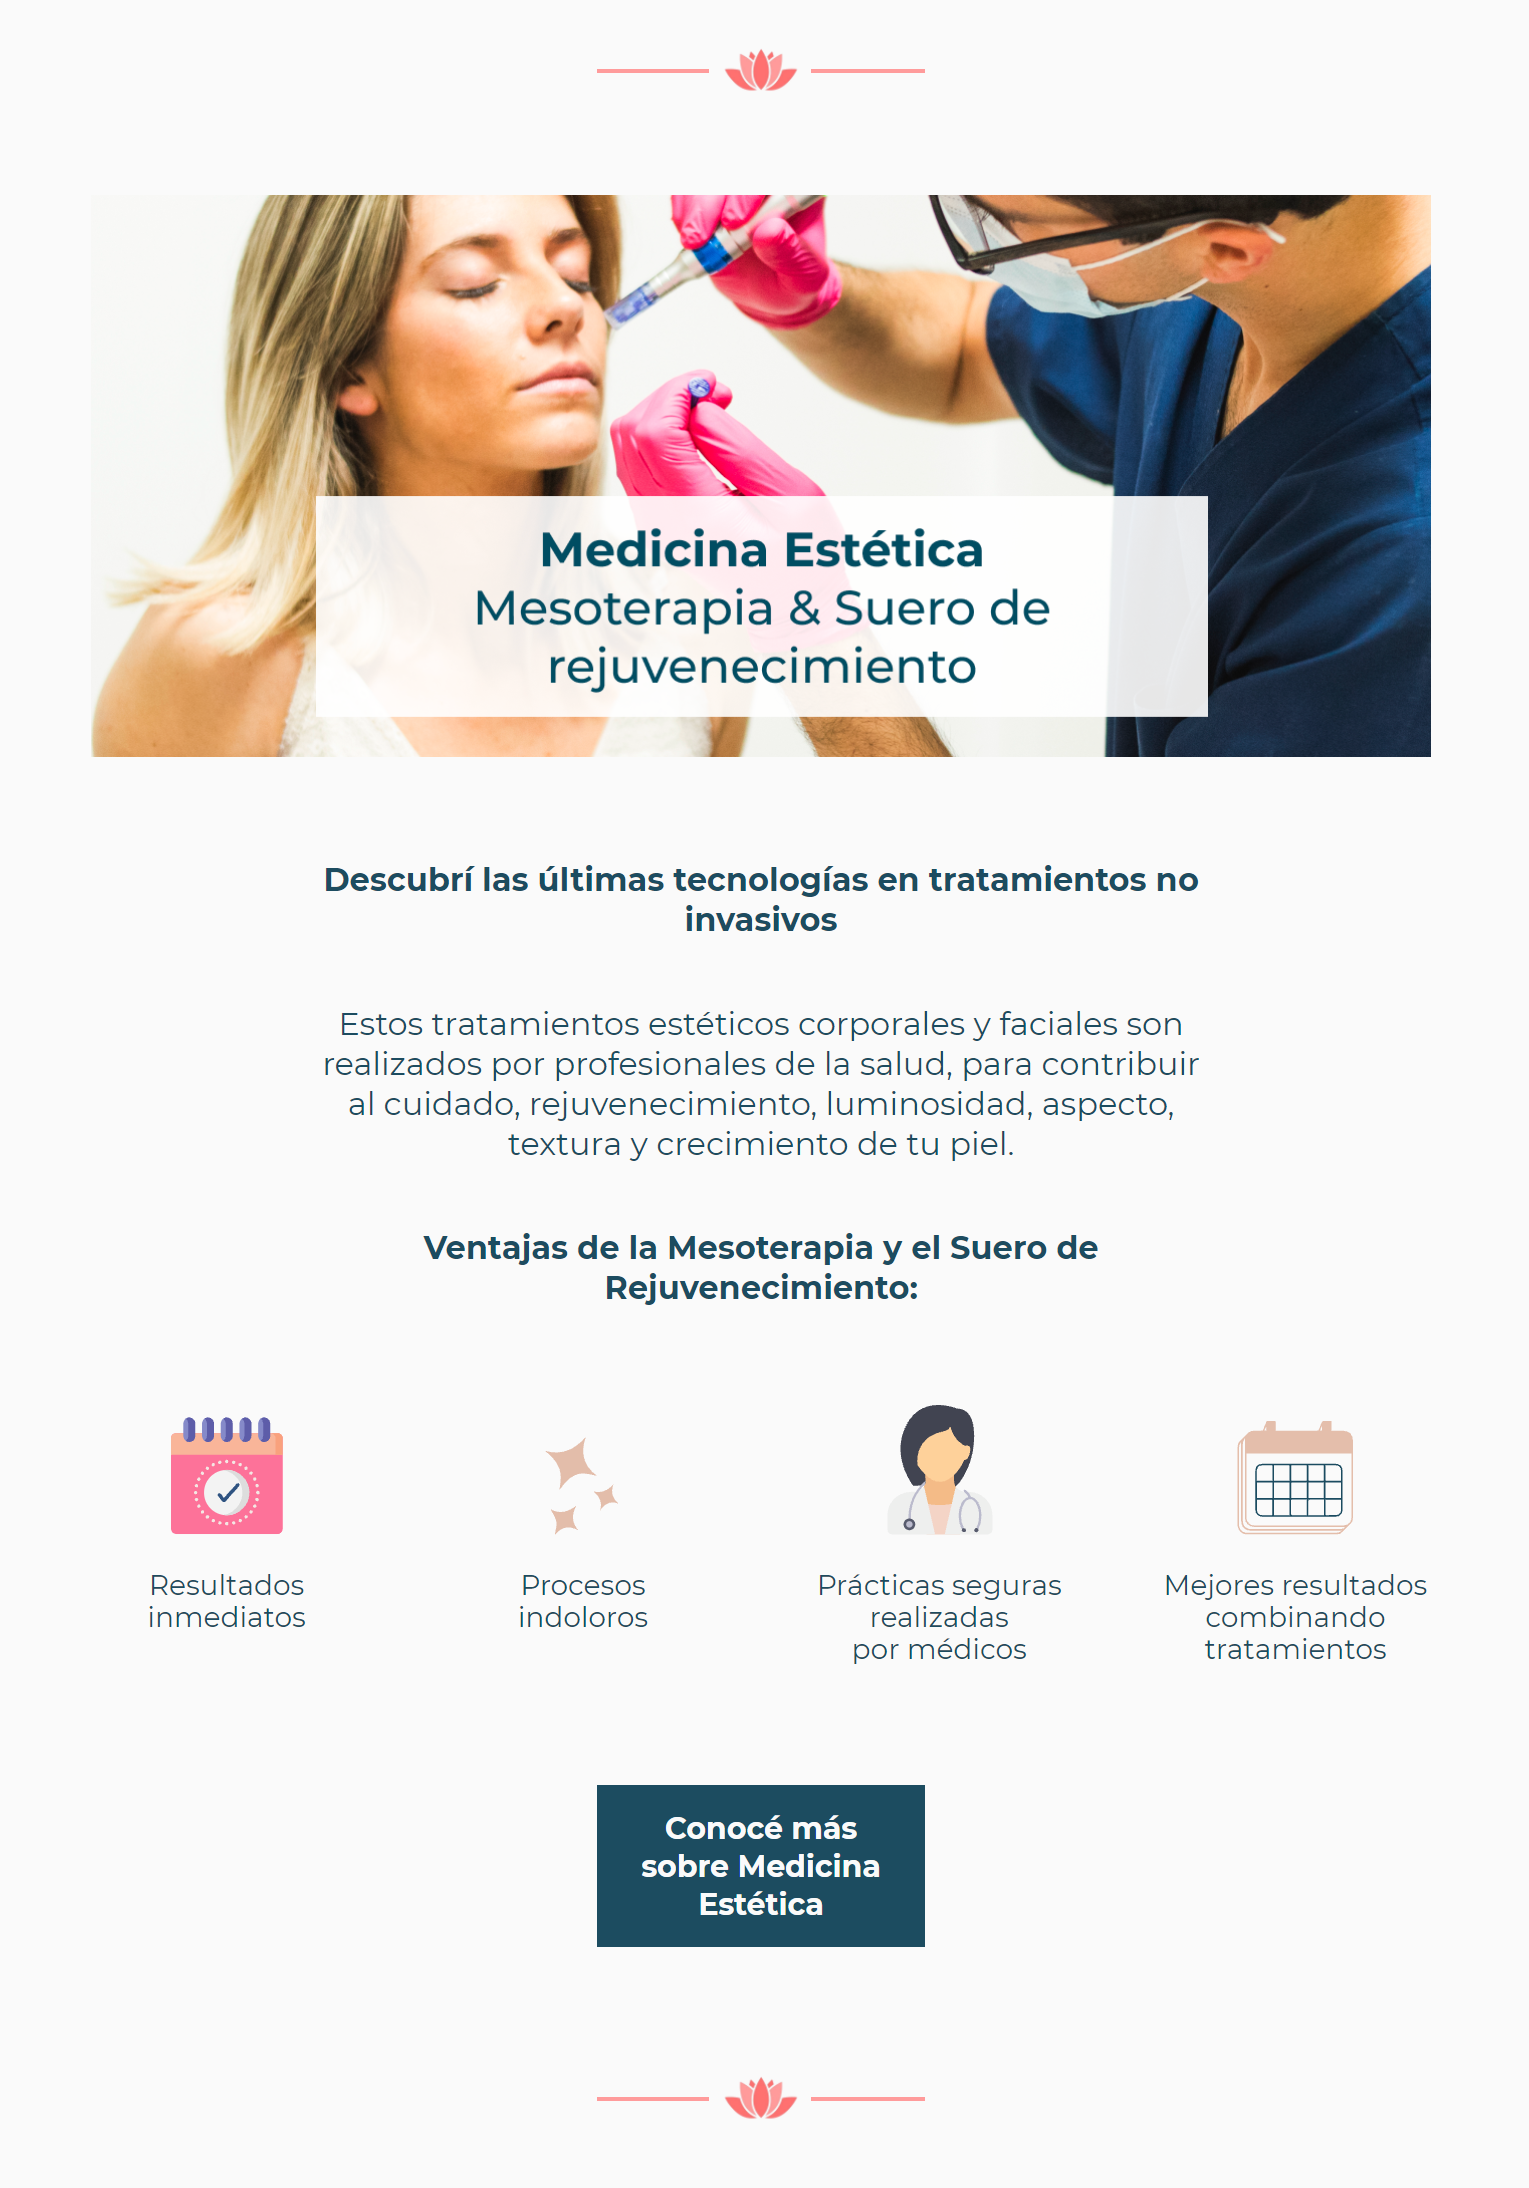 Medicina Estética
Mesoterapia & Suero de
rejuvenecimiento
Descubrí las últimas tecnologías en tratamientos no
invasivos
Estos tratamientos estéticos corporales y faciales son
realizados por profesionales de la salud, para contribuir
al cuidado, rejuvenecimiento, luminosidad, aspecto,
textura y crecimiento de tu piel.
Ventajas de la Mesoterapia y el Suero de
Rejuvenecimiento:
Resultados
inmediatos
Procesos
indoloros
Prácticas seguras
realizadas
por médicos
Mejores resultados
combinando
tratamientos
Conocé más
sobre Medicina
Estética